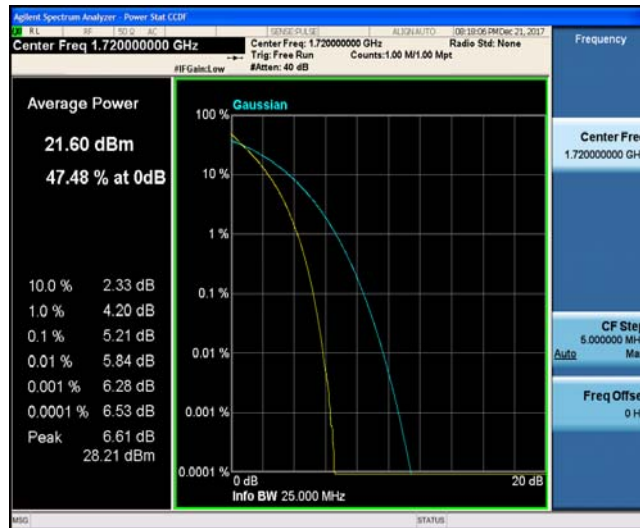 Agilent Spectrum Analyzer - Power Stat CCDF
RL RF 50 Ω AC SENSE:PULSE ALIGN AUTO 08:18:06 PM Dec 21, 2017
Center Freq 1.720000000 GHz
Center Freq: 1.720000000 GHz Radio Std: None
Trig: Free Run Counts:1.00 M/1.00 Mpt
#IFGain:Low #Atten: 40 dB
Frequency
Average Power
21.60 dBm
47.48 % at 0dB
10.0 % 2.33 dB
1.0 % 4.20 dB
0.1 % 5.21 dB
0.01 % 5.84 dB
0.001 % 6.28 dB
0.0001 % 6.53 dB
Peak 6.61 dB
28.21 dBm
Gaussian
100 %
10 %
1 %
0.1 %
0.01 %
0.001 %
0.0001 %
0 dB 20 dB
Info BW 25.000 MHz
Center Fre
1.720000000 GH
CF Step
5.000000 MH
Auto Ma
Freq Offse
0 H
MSG STATUS